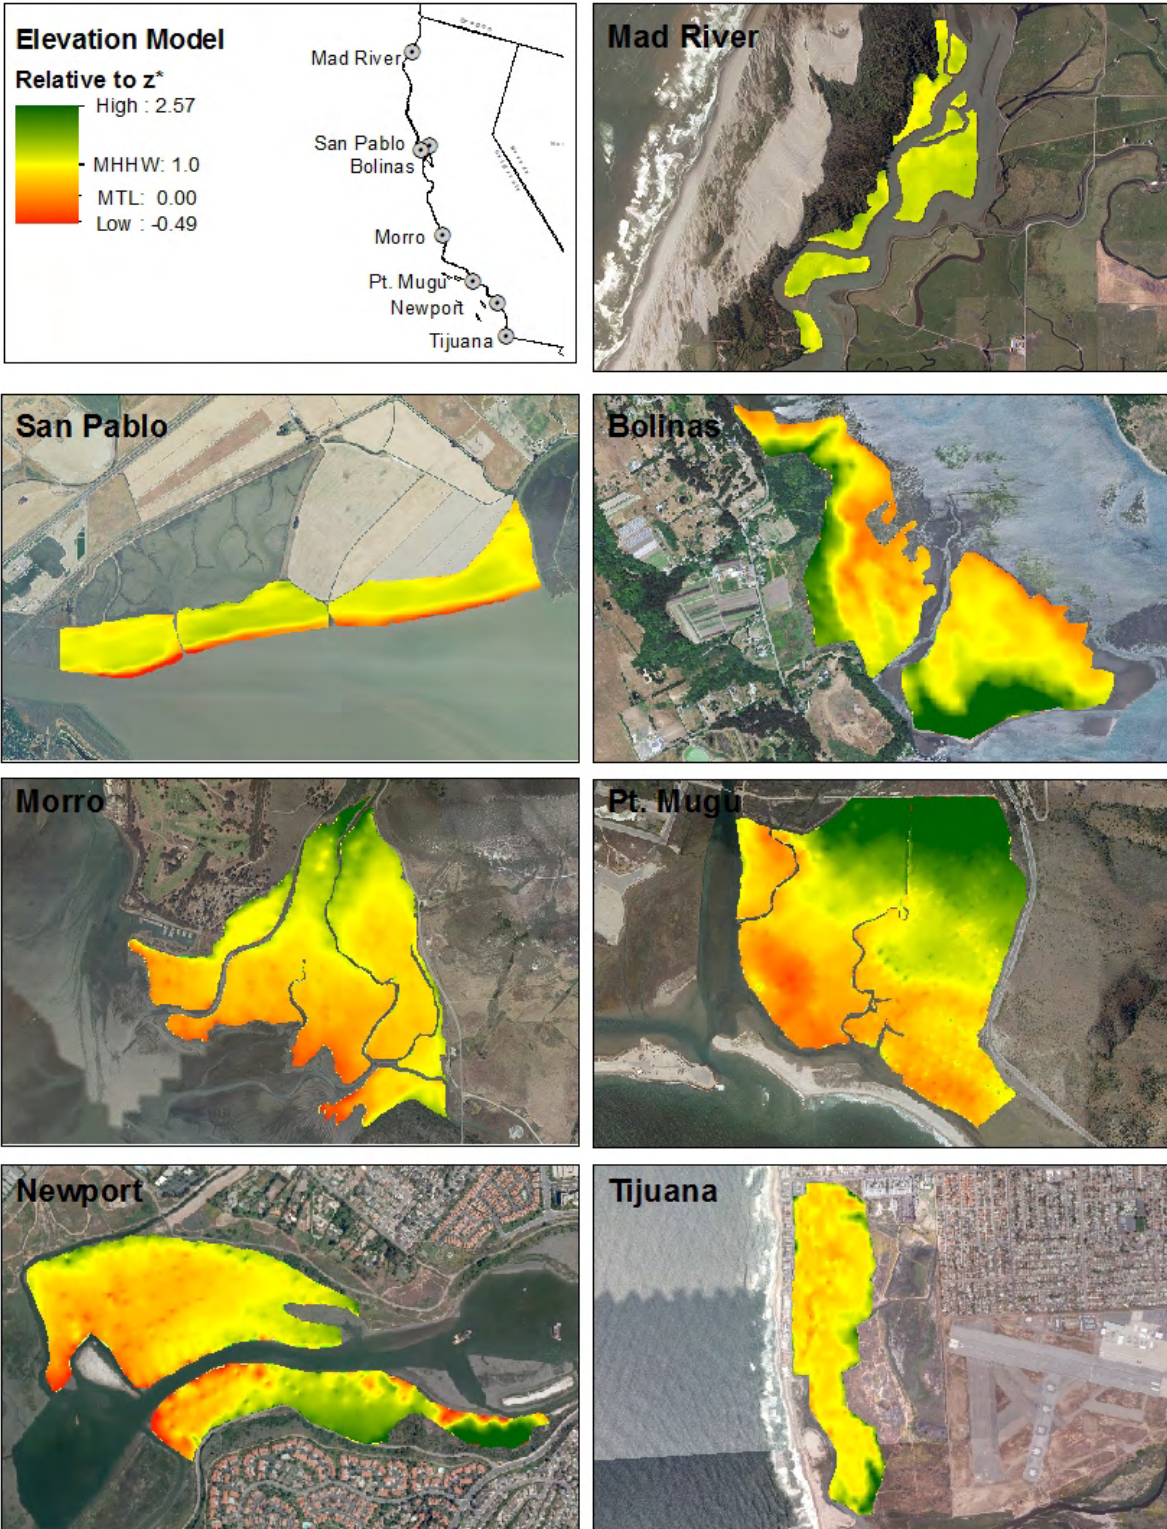 Elevation Model
Relative to z*
High : 2.57
MHHW: 1.0
MTL: 0.00
Low : -0.49
Oregon
Mad River
San Pablo
Bolinas
Morro
Pt. Mugu
Newport
Tijuana
Mad River
San Pablo
Bolinas
Morro
Pt. Mugu
Newport
Tijuana